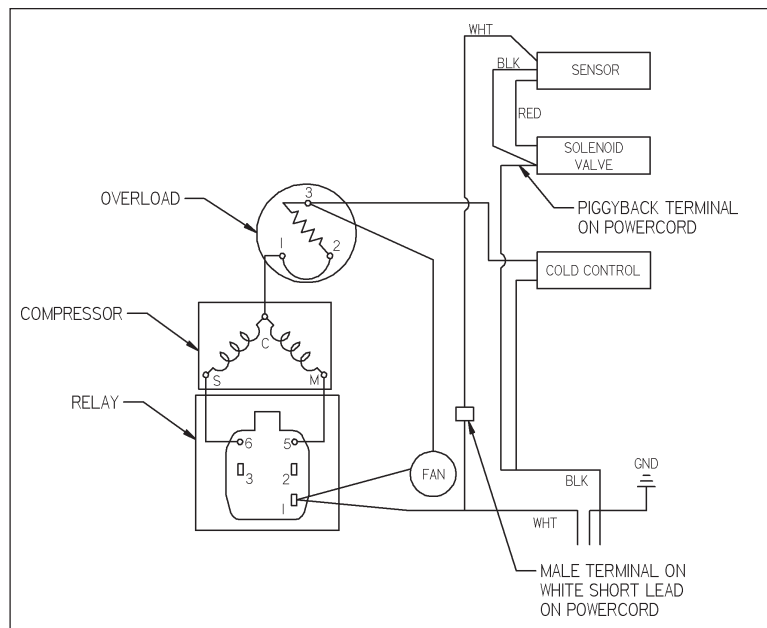 WHT
SENSOR
BLK
RED
SOLENOID
VALVE
OVERLOAD
3
1
2
PIGGYBACK TERMINAL
ON POWERCORD
COLD CONTROL
COMPRESSOR
C
S
M
RELAY
6
5
3
2
1
FAN
GND
BLK
WHT
MALE TERMINAL ON
WHITE SHORT LEAD
ON POWERCORD